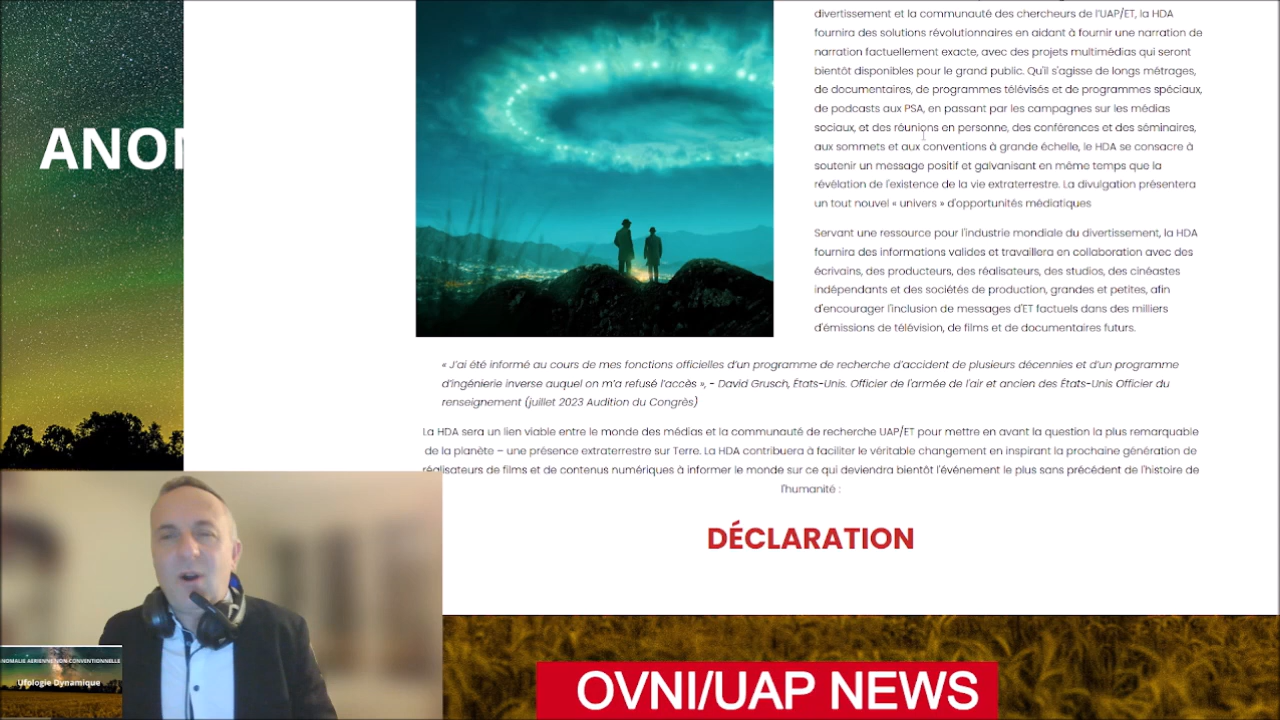 divertissement et la communauté des chercheurs de l'UAP/ET, la HDA
fournira des solutions révolutionnaires en aidant à fournir une narration de
narration factuellement exacte, avec des projets multimédias qui seront
bientôt disponibles pour le grand public. Qu'il s'agisse de longs métrages,
de documentaires, de programmes télévisés et de programmes spéciaux,
de podcasts aux PSA, en passant par les campagnes sur les médias
sociaux, et des réunions en personne, des conférences et des séminaires,
aux sommets et aux conventions à grande échelle, le HDA se consacre à
soutenir un message positif et galvanisant en même temps que la
révélation de l'existence de la vie extraterrestre. La divulgation présentera
un tout nouvel « univers » d'opportunités médiatiques
Servant une ressource pour l'industrie mondiale du divertissement, la HDA
fournira des informations valides et travaillera en collaboration avec des
écrivains, des producteurs, des réalisateurs, des studios, des cinéastes
indépendants et des sociétés de production, grandes et petites, afin
d'encourager l'inclusion de messages d'ET factuels dans des milliers
d'émissions de télévision, de films et de documentaires futurs.
« J'ai été informé au cours de mes fonctions officielles d'un programme de recherche d'accident de plusieurs décennies et d'un programme
d'ingénierie inverse auquel on m'a refusé l'accès », - David Grusch, États-Unis. Officier de l'armée de l'air et ancien des États-Unis Officier du
renseignement (juillet 2023 Audition du Congrès)
La HDA sera un lien viable entre le monde des médias et la communauté de recherche UAP/ET pour mettre en avant la question la plus remarquable
de la planète – une présence extraterrestre sur Terre. La HDA contribuera à faciliter le véritable changement en inspirant la prochaine génération de
réalisateurs de films et de contenus numériques à informer le monde sur ce qui deviendra bientôt l'événement le plus sans précédent de l'histoire de
l'humanité :
DÉCLARATION
ANO
NOMALIE AERIENNE NON-CONVENTIONNELLE
Ufologie Dynamique
OVNI/UAP NEWS